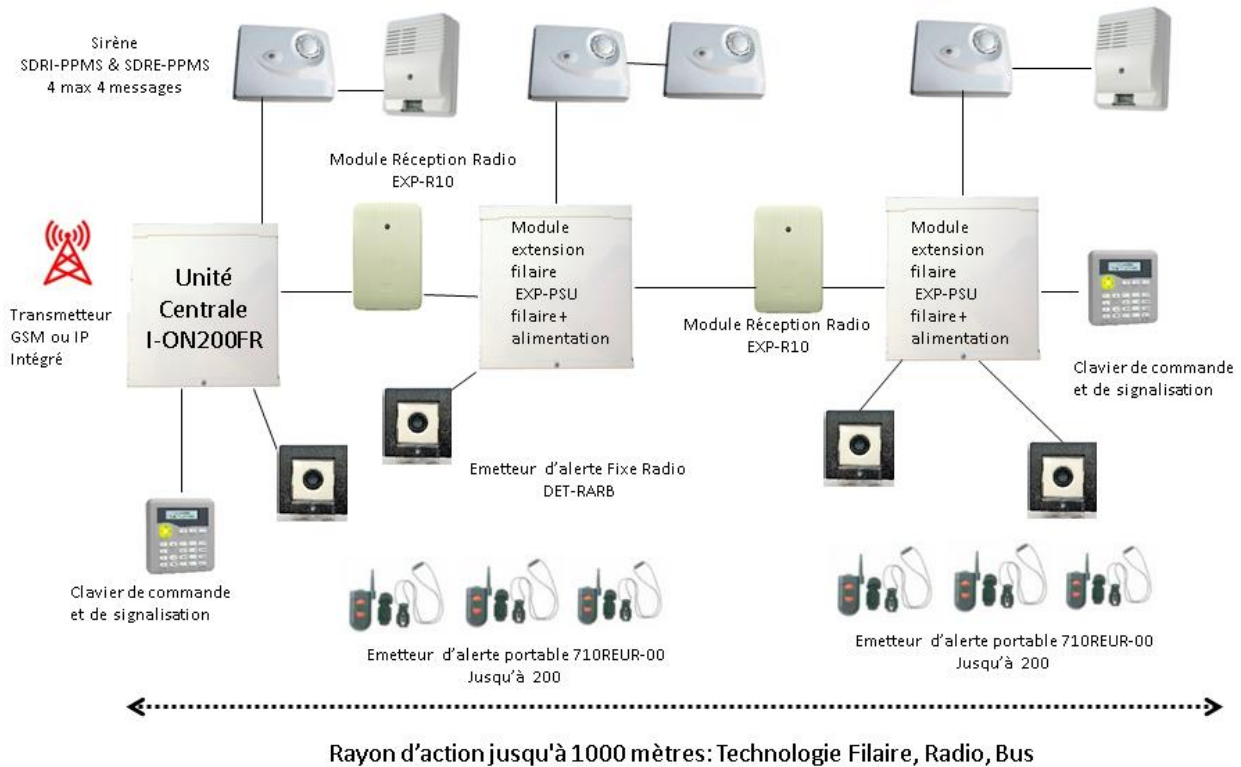 Sirène
SDRI-PPMS & SDRE-PPMS
4 max 4 messages
Module Réception Radio
EXP-R10
Transmetteur
GSM ou IP
Intégré
Unité
Centrale
I-ON200FR
Module
extension
filaire
EXP-PSU
filaire+
alimentation
Module Réception Radio
EXP-R10
Module
extension
filaire
EXP-PSU
filaire+
alimentation
Clavier de commande
et de signalisation
Emetteur d'alerte Fixe Radio
DET-RARB
Clavier de commande
et de signalisation
Emetteur d'alerte portable 710REUR-00
Jusqu'à 200
Emetteur d'alerte portable 710REUR-00
Jusqu'à 200
Rayon d'action jusqu'à 1000 mètres: Technologie Filaire, Radio, Bus